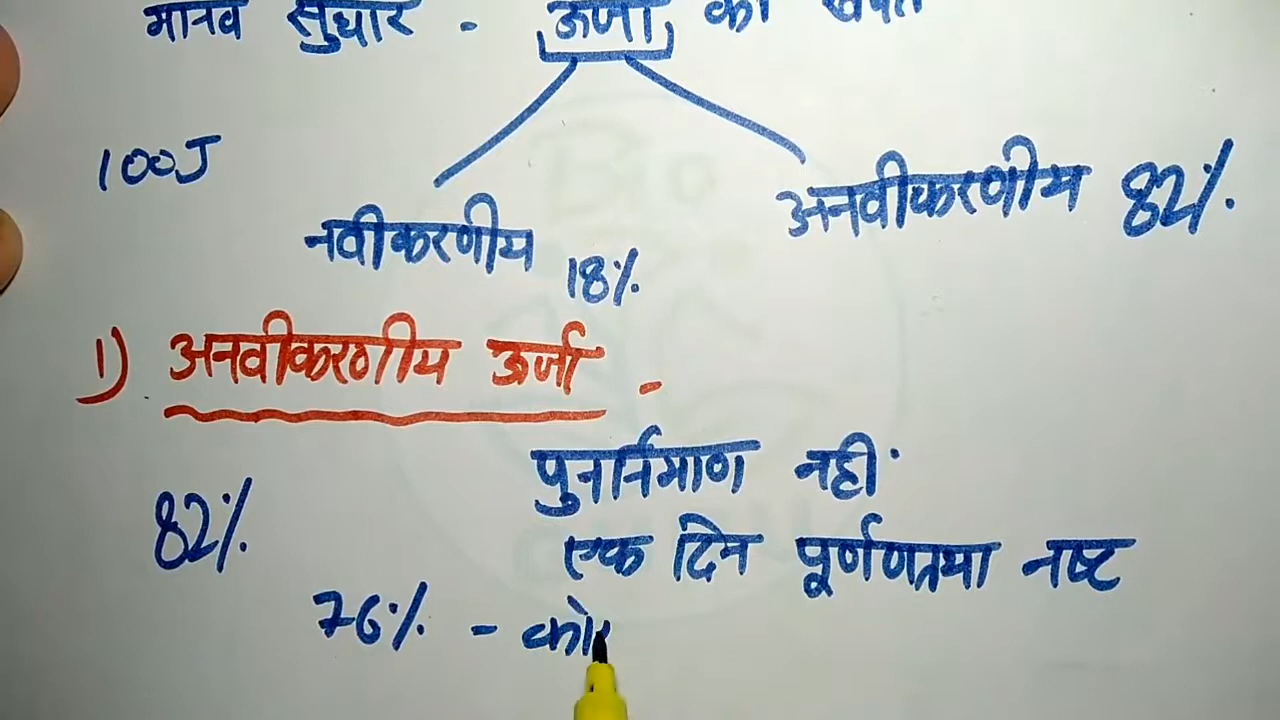 मानव सुधार - ऊर्जा की खपत
100J
नवीकरणीय 18%
अनवीकरणीय 82%
1) अनवीकरणीय ऊर्जा -
पुनर्निमाण नही
82%
एक दिन पूर्णणतया नष्ट
76% - को